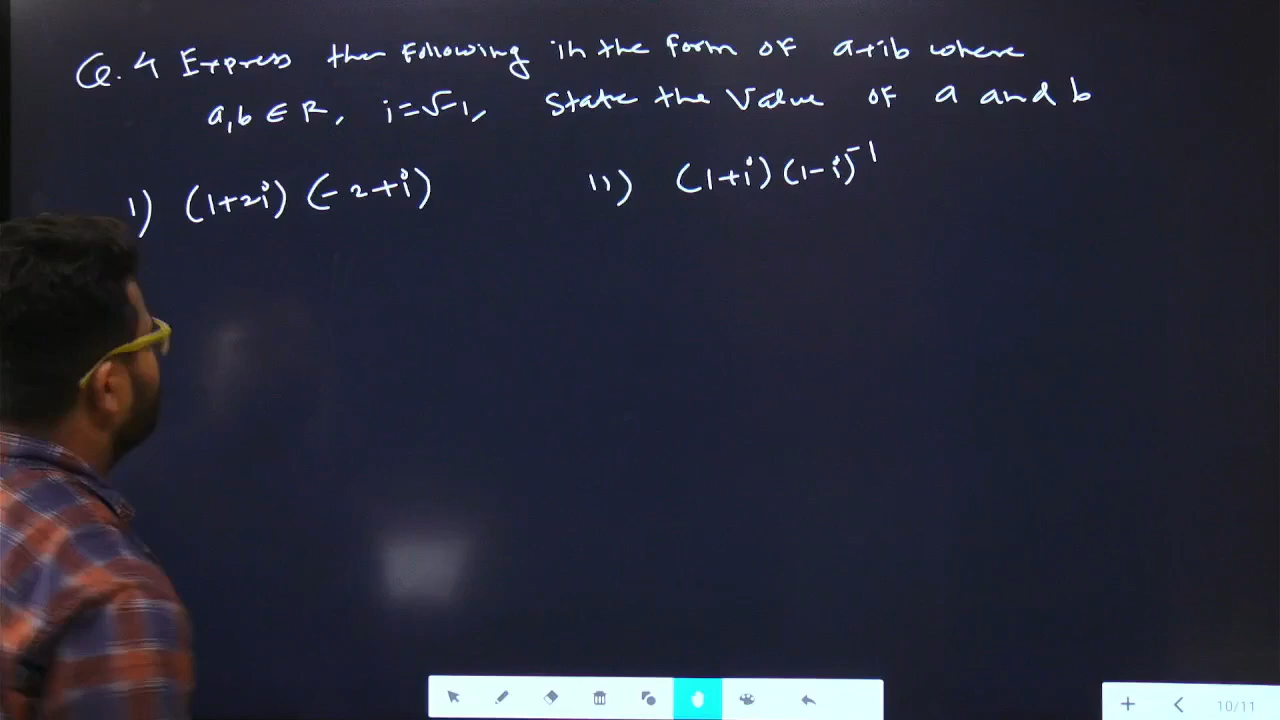 Q. 4 Express then following in the form of a+ib where
a,b ∈ R, i=√-1, State the Value of a and b
1) (1+2i) (-2+i) 11) (1+i) (1-i)⁻¹
10/11